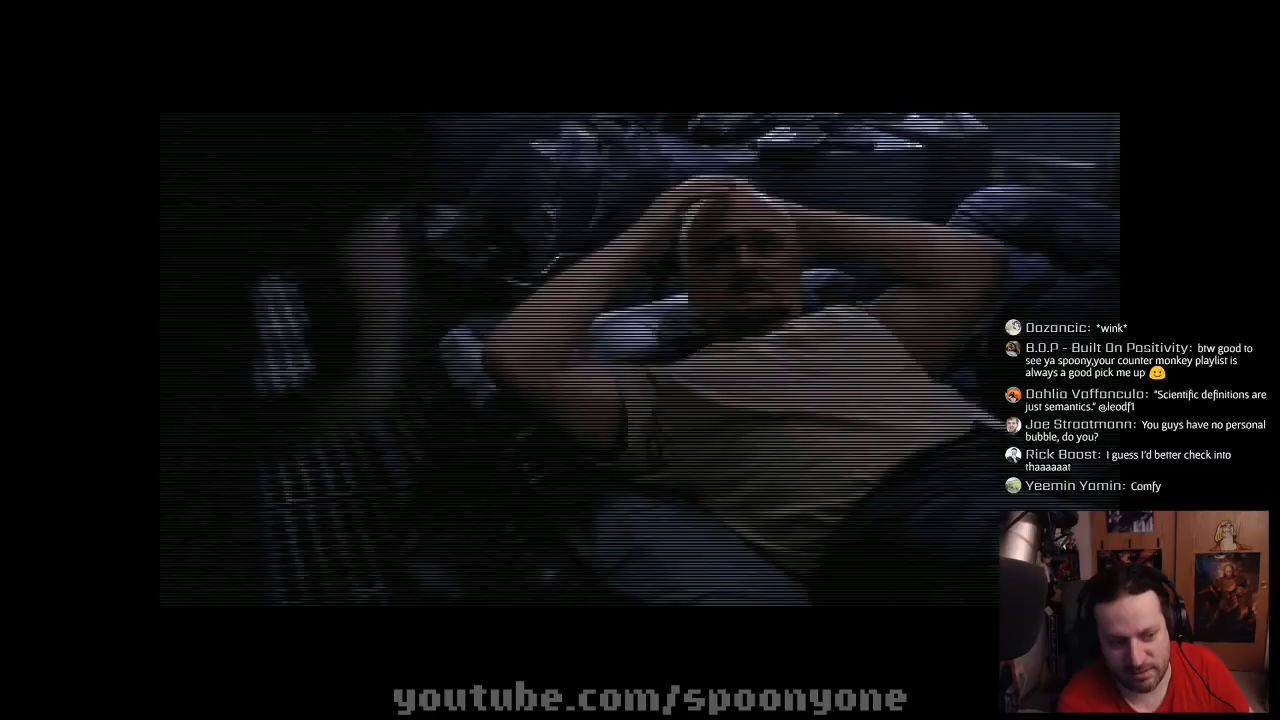 Dazoncic: *wink*
B.O.P - Built On Positivity: btw good to
see ya spoony,your counter monkey playlist is
always a good pick me up
Dahlia Vaffanculo: "Scientific definitions are
just semantics." @leodf1
Joe Straatmann: You guys have no personal
bubble, do you?
Rick Boost: I guess I'd better check into
thaaaaaat
Yeemin Yamin: Comfy
youtube.com/spoonyone